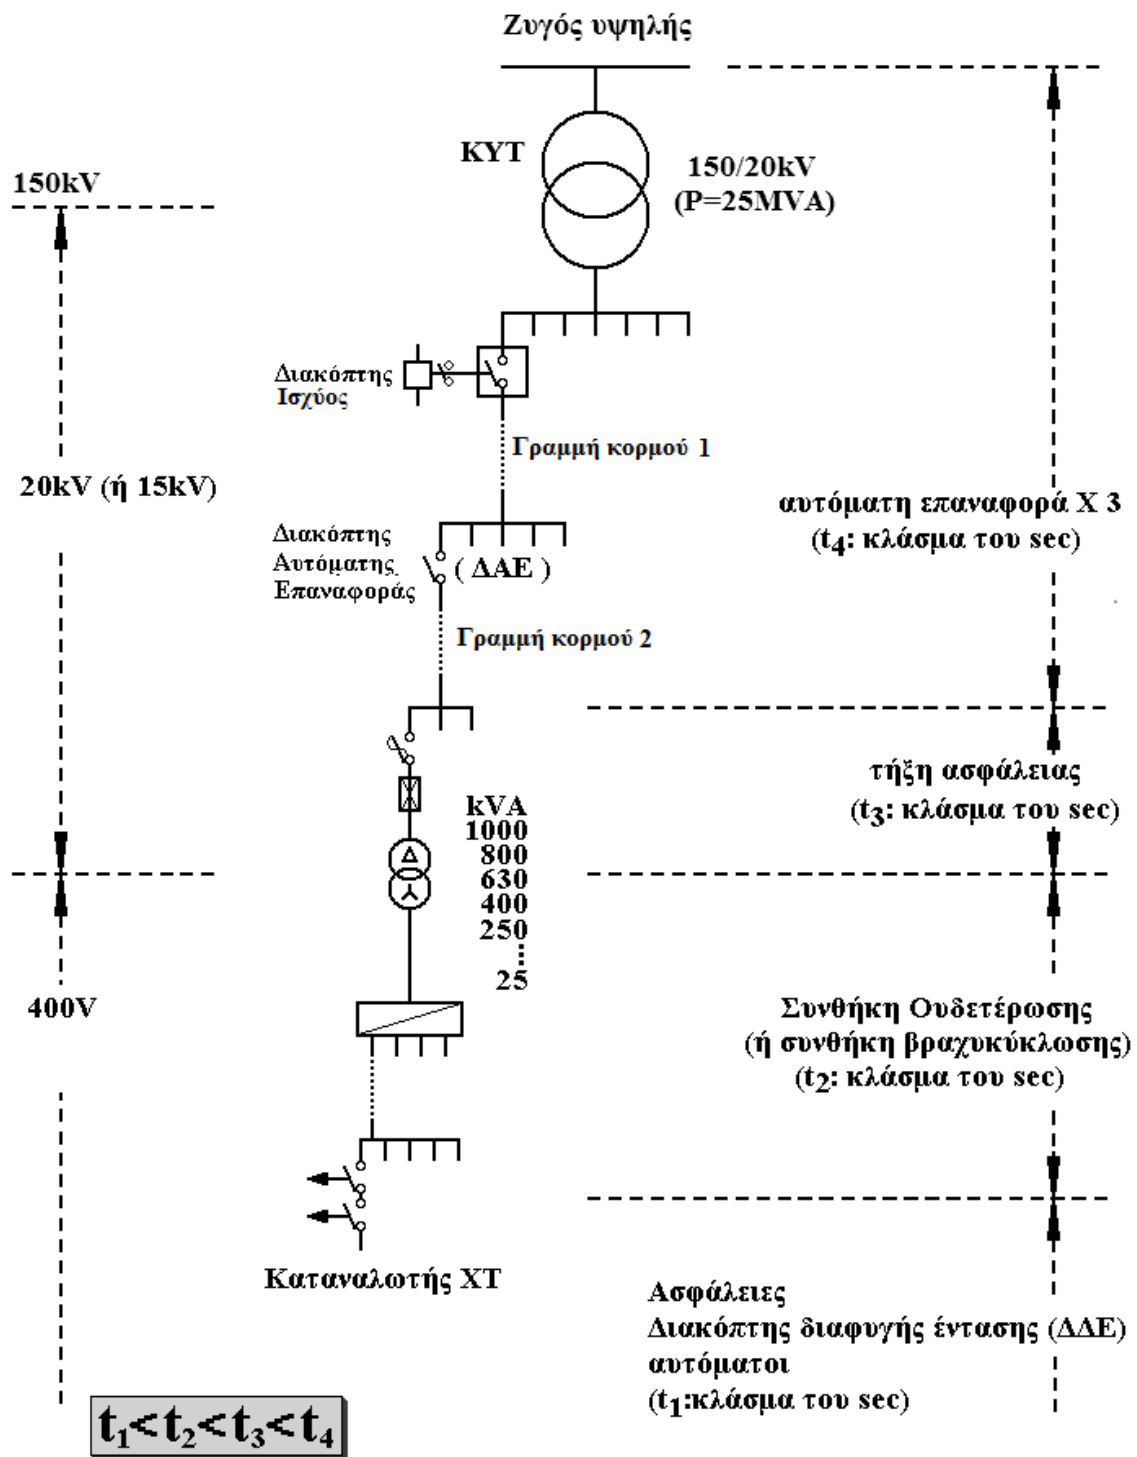 Ζυγός υψηλής
ΚΥΤ
150/20kV
(P=25MVA)
150kV
Διακόπτης
Ισχύος
Γραμμή κορμού 1
20kV (ή 15kV)
αυτόματη επαναφορά Χ 3
(t4: κλάσμα του sec)
Διακόπτης
Αυτόματης
Επαναφοράς
( ΔΑΕ )
Γραμμή κορμού 2
τήξη ασφάλειας
(t3: κλάσμα του sec)
kVA
1000
800
630
400
250
25
Δ
400V
Συνθήκη Ουδετέρωσης
(ή συνθήκη βραχυκύκλωσης)
(t2: κλάσμα του sec)
Καταναλωτής ΧΤ
Ασφάλειες
Διακόπτης διαφυγής έντασης (ΔΔΕ)
αυτόματοι
(t1:κλάσμα του sec)
t1<t2<t3<t4